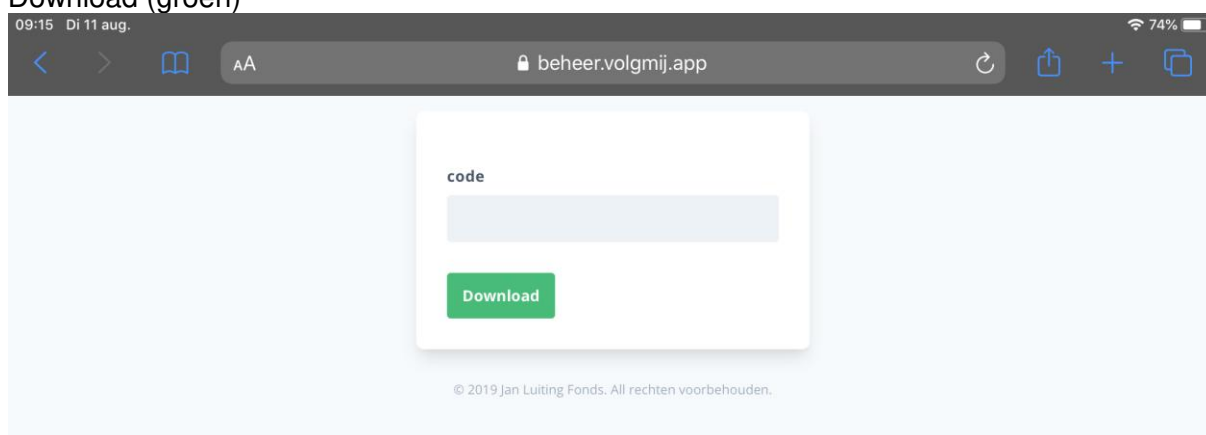 Download (groen)
09:15 Di 11 aug.
74%
AA
beheer.volgmij.app
code
Download
© 2019 Jan Luiting Fonds. All rechten voorbehouden.